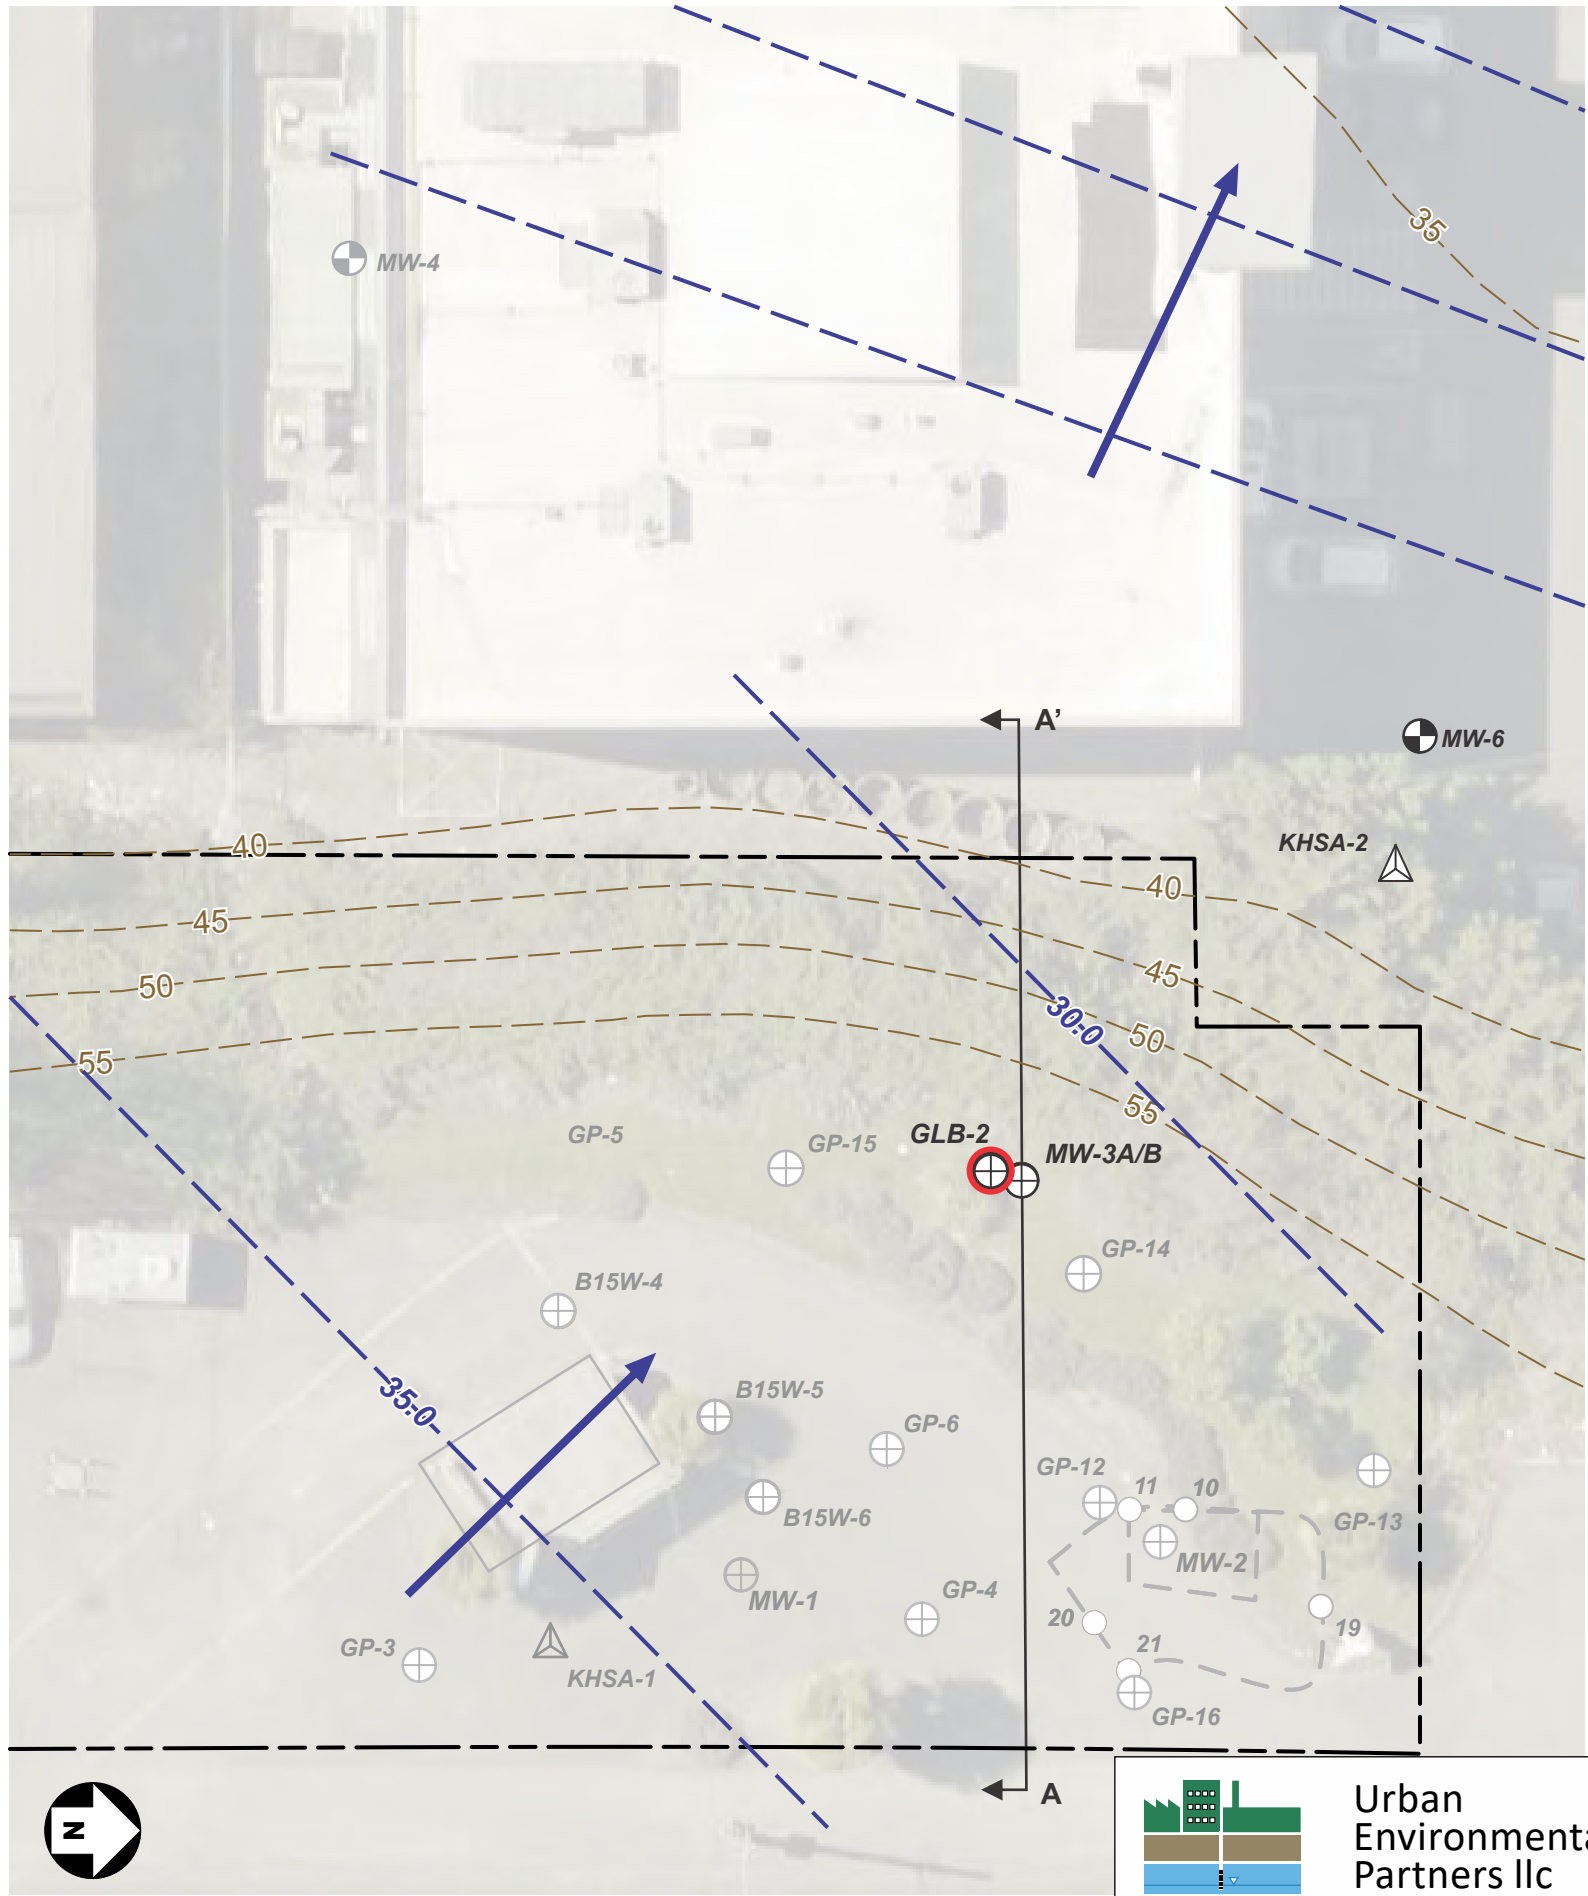 35
MW-4
A’
MW-6
KHSA-2
40
40
45
45
50
30.0
50
55
55
GP-5
GP-15
GLB-2
MW-3A/B
GP-14
B15W-4
35.0
B15W-5
GP-6
GP-12
11
10
B15W-6
GP-13
MW-2
MW-1
GP-4
20
19
GP-3
21
KHSA-1
GP-16
A
N
Urban
Environmenta
Partners llc